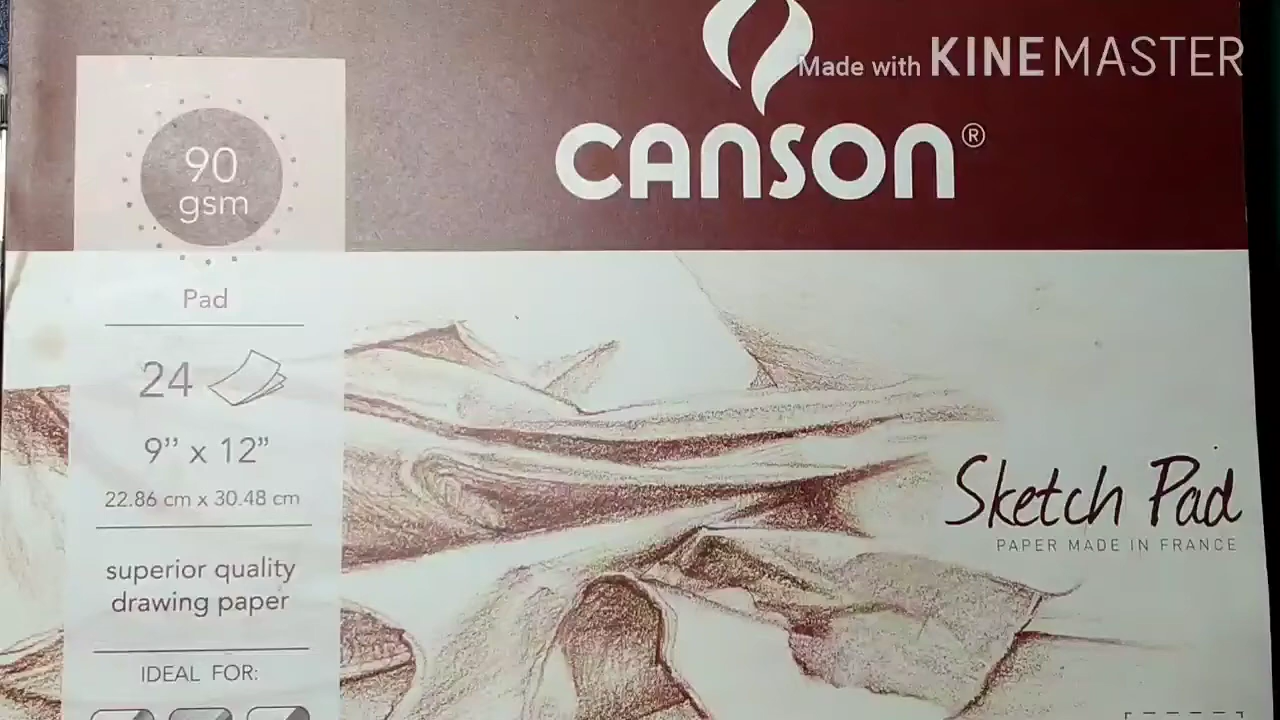 Made with KINEMASTER
CANSON®
90
gsm
Pad
24
9” x 12”
22.86 cm x 30.48 cm
superior quality
drawing paper
IDEAL FOR:
Sketch Pad
PAPER MADE IN FRANCE